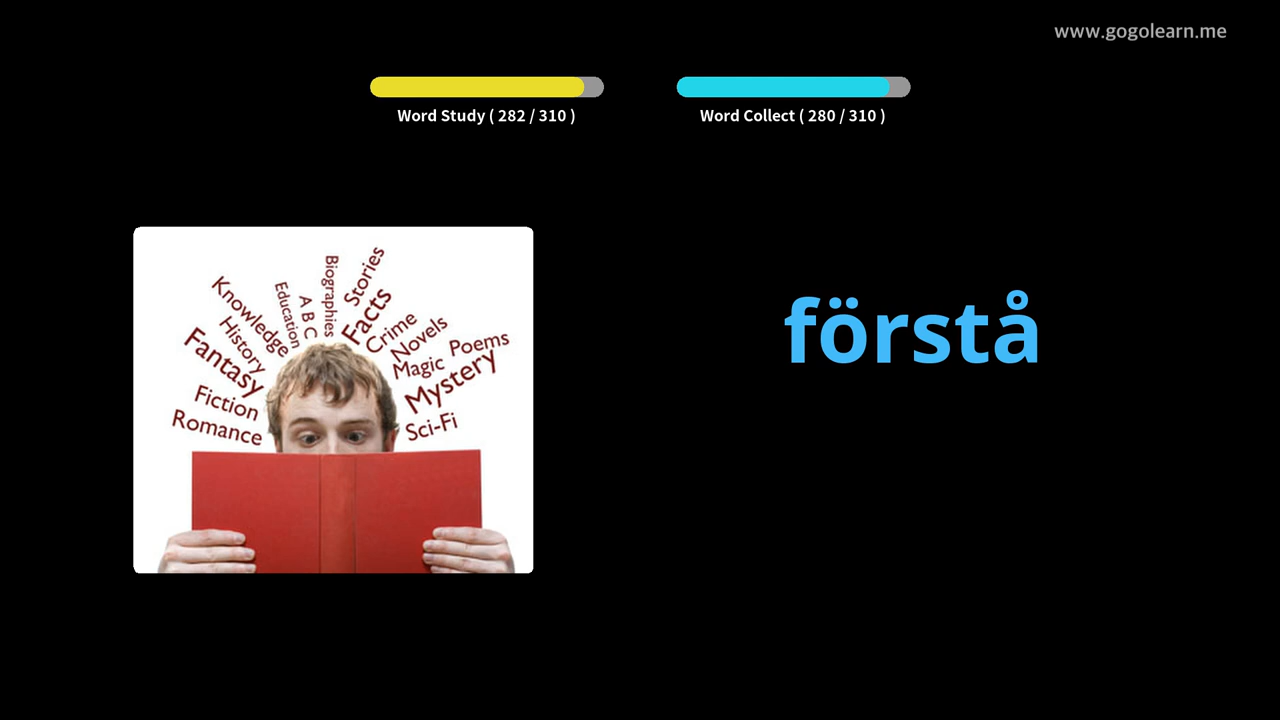 www.gogolearn.me
Word Study ( 282 / 310 )
Word Collect ( 280 / 310 )
Knowledge
History
Fantasy
Fiction
Romance
Education
A B C
Biographies
Stories
Facts
Crime
Novels
Magic
Poems
Mystery
Sci-Fi
förstå